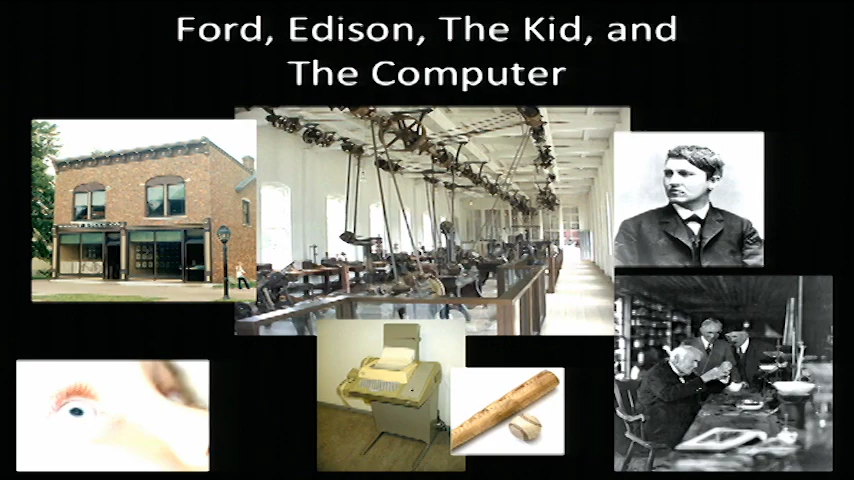 Ford, Edison, The Kid, and
The Computer